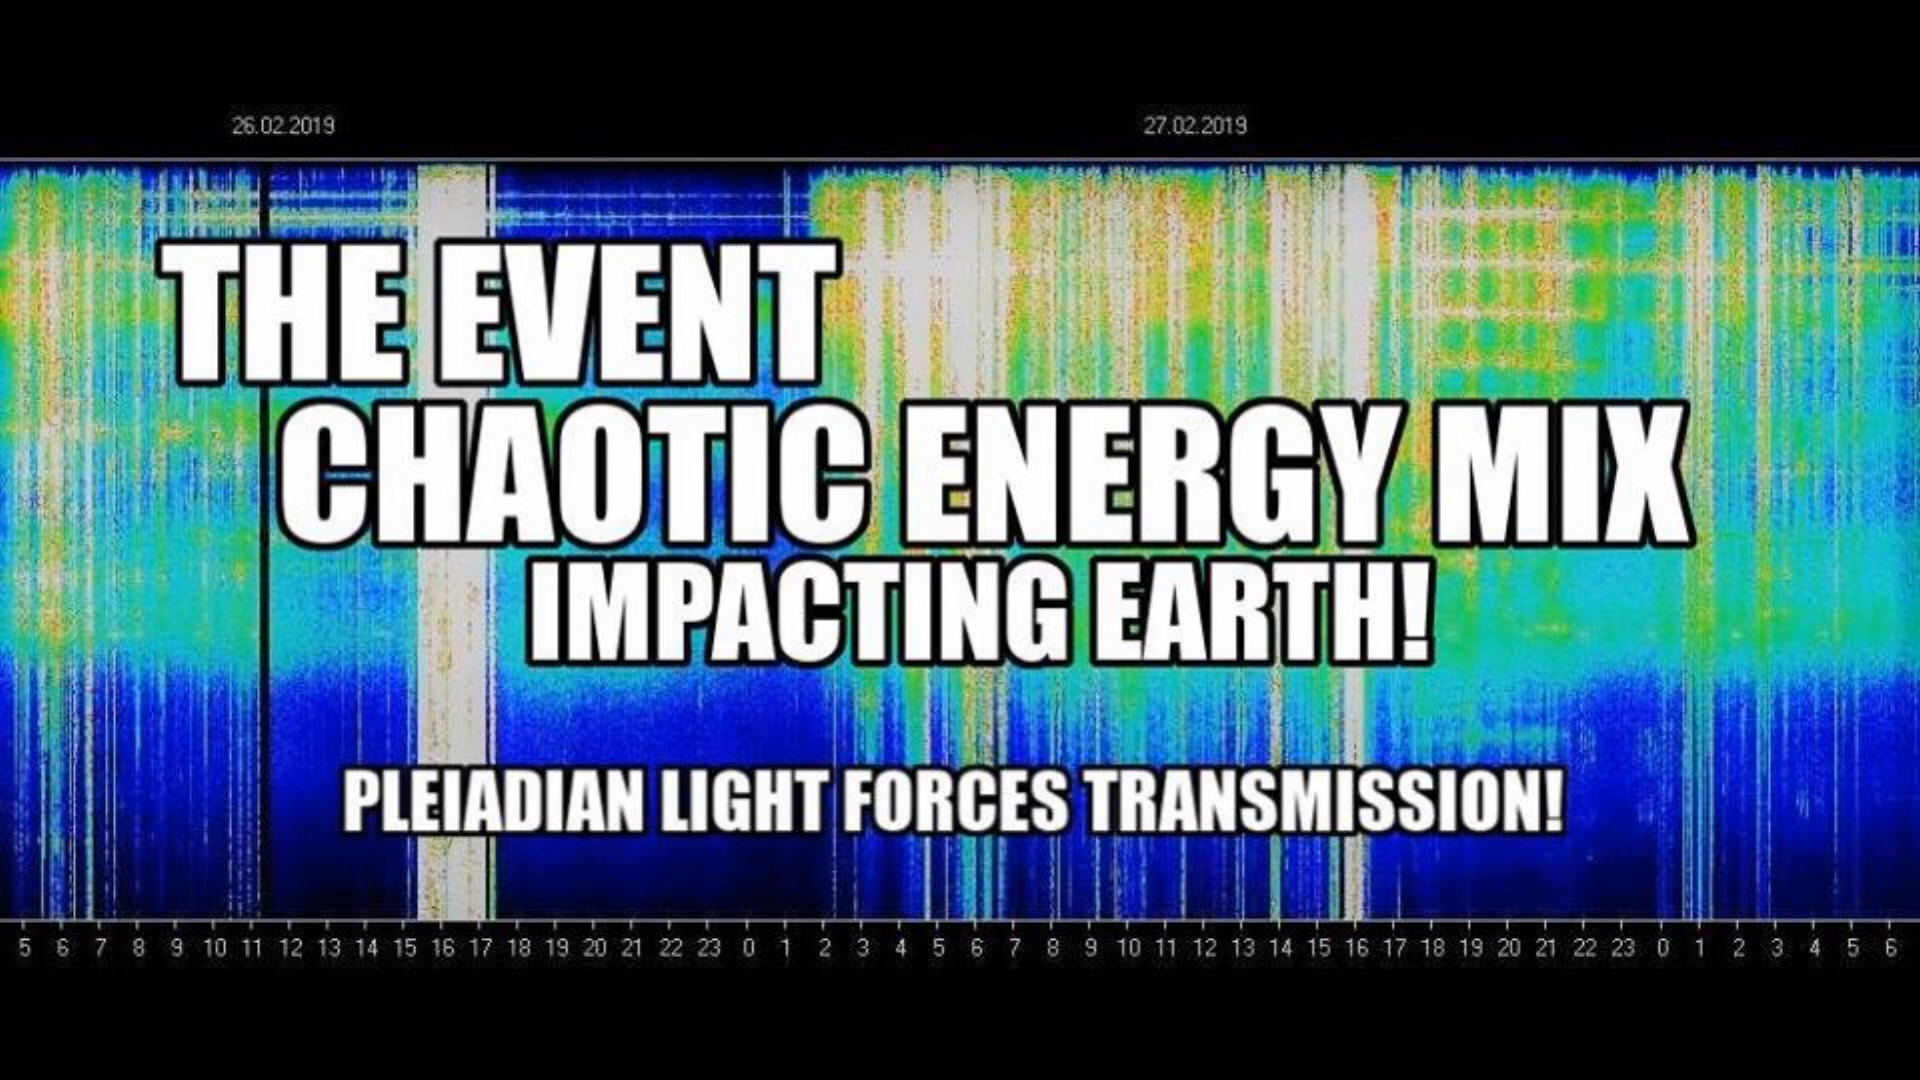 26.02.2019 27.02.2019
THE EVENT
CHAOTIC ENERGY MIX
IMPACTING EARTH!
PLEIADIAN LIGHT FORCES TRANSMISSION!
5 6 7 8 9 10 11 12 13 14 15 16 17 18 19 20 21 22 23 0 1 2 3 4 5 6 7 8 9 10 11 12 13 14 15 16 17 18 19 20 21 22 23 0 1 2 3 4 5 6